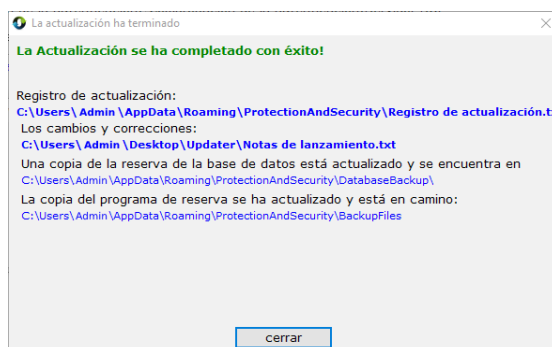 La actualización ha terminado
La Actualización se ha completado con éxito!
Registro de actualización:
C:\Users\Admin\AppData\Roaming\ProtectionAndSecurity\Registro de actualización.t
Los cambios y correcciones:
C:\Users\Admin\Desktop\Updater\Notas de lanzamiento.txt
Una copia de la reserva de la base de datos está actualizado y se encuentra en
C:\Users\Admin\AppData\Roaming\ProtectionAndSecurity\DatabaseBackup\
La copia del programa de reserva se ha actualizado y está en camino:
C:\Users\Admin\AppData\Roaming\ProtectionAndSecurity\BackupFiles
cerrar